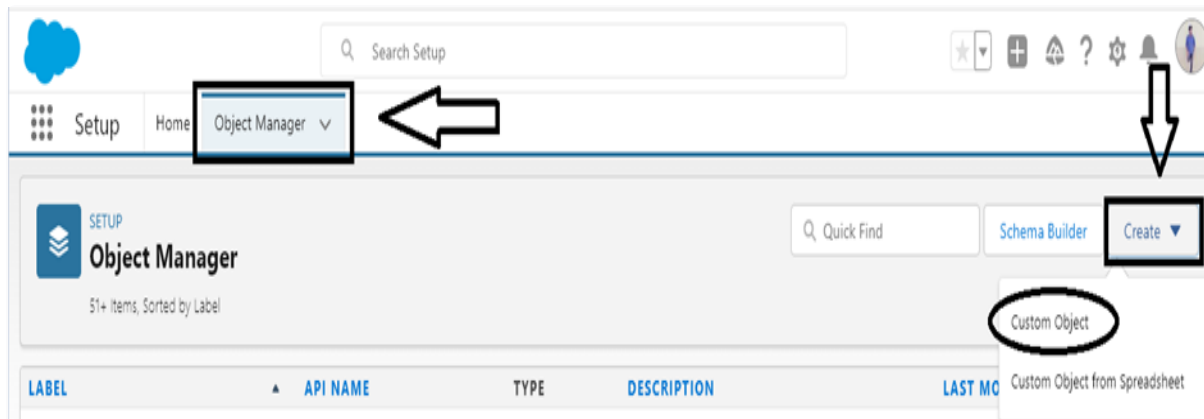 Search Setup
Setup Home Object Manager
SETUP
Object Manager
51+ Items, Sorted by Label
Quick Find
Schema Builder
Create
Custom Object
Custom Object from Spreadsheet
LABEL API NAME TYPE DESCRIPTION LAST MO